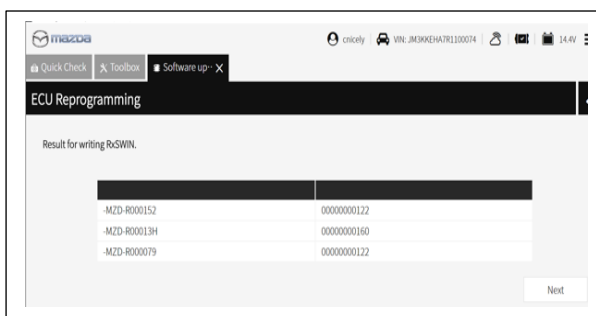 mazda cnicely VIN: JM3KKEHA7R1100074 14.4V
Quick Check Toolbox Software up·· X
ECU Reprogramming
Result for writing RxSWIN.
-MZD-R000152 00000000122
-MZD-R00013H 00000000160
-MZD-R000079 00000000122
Next